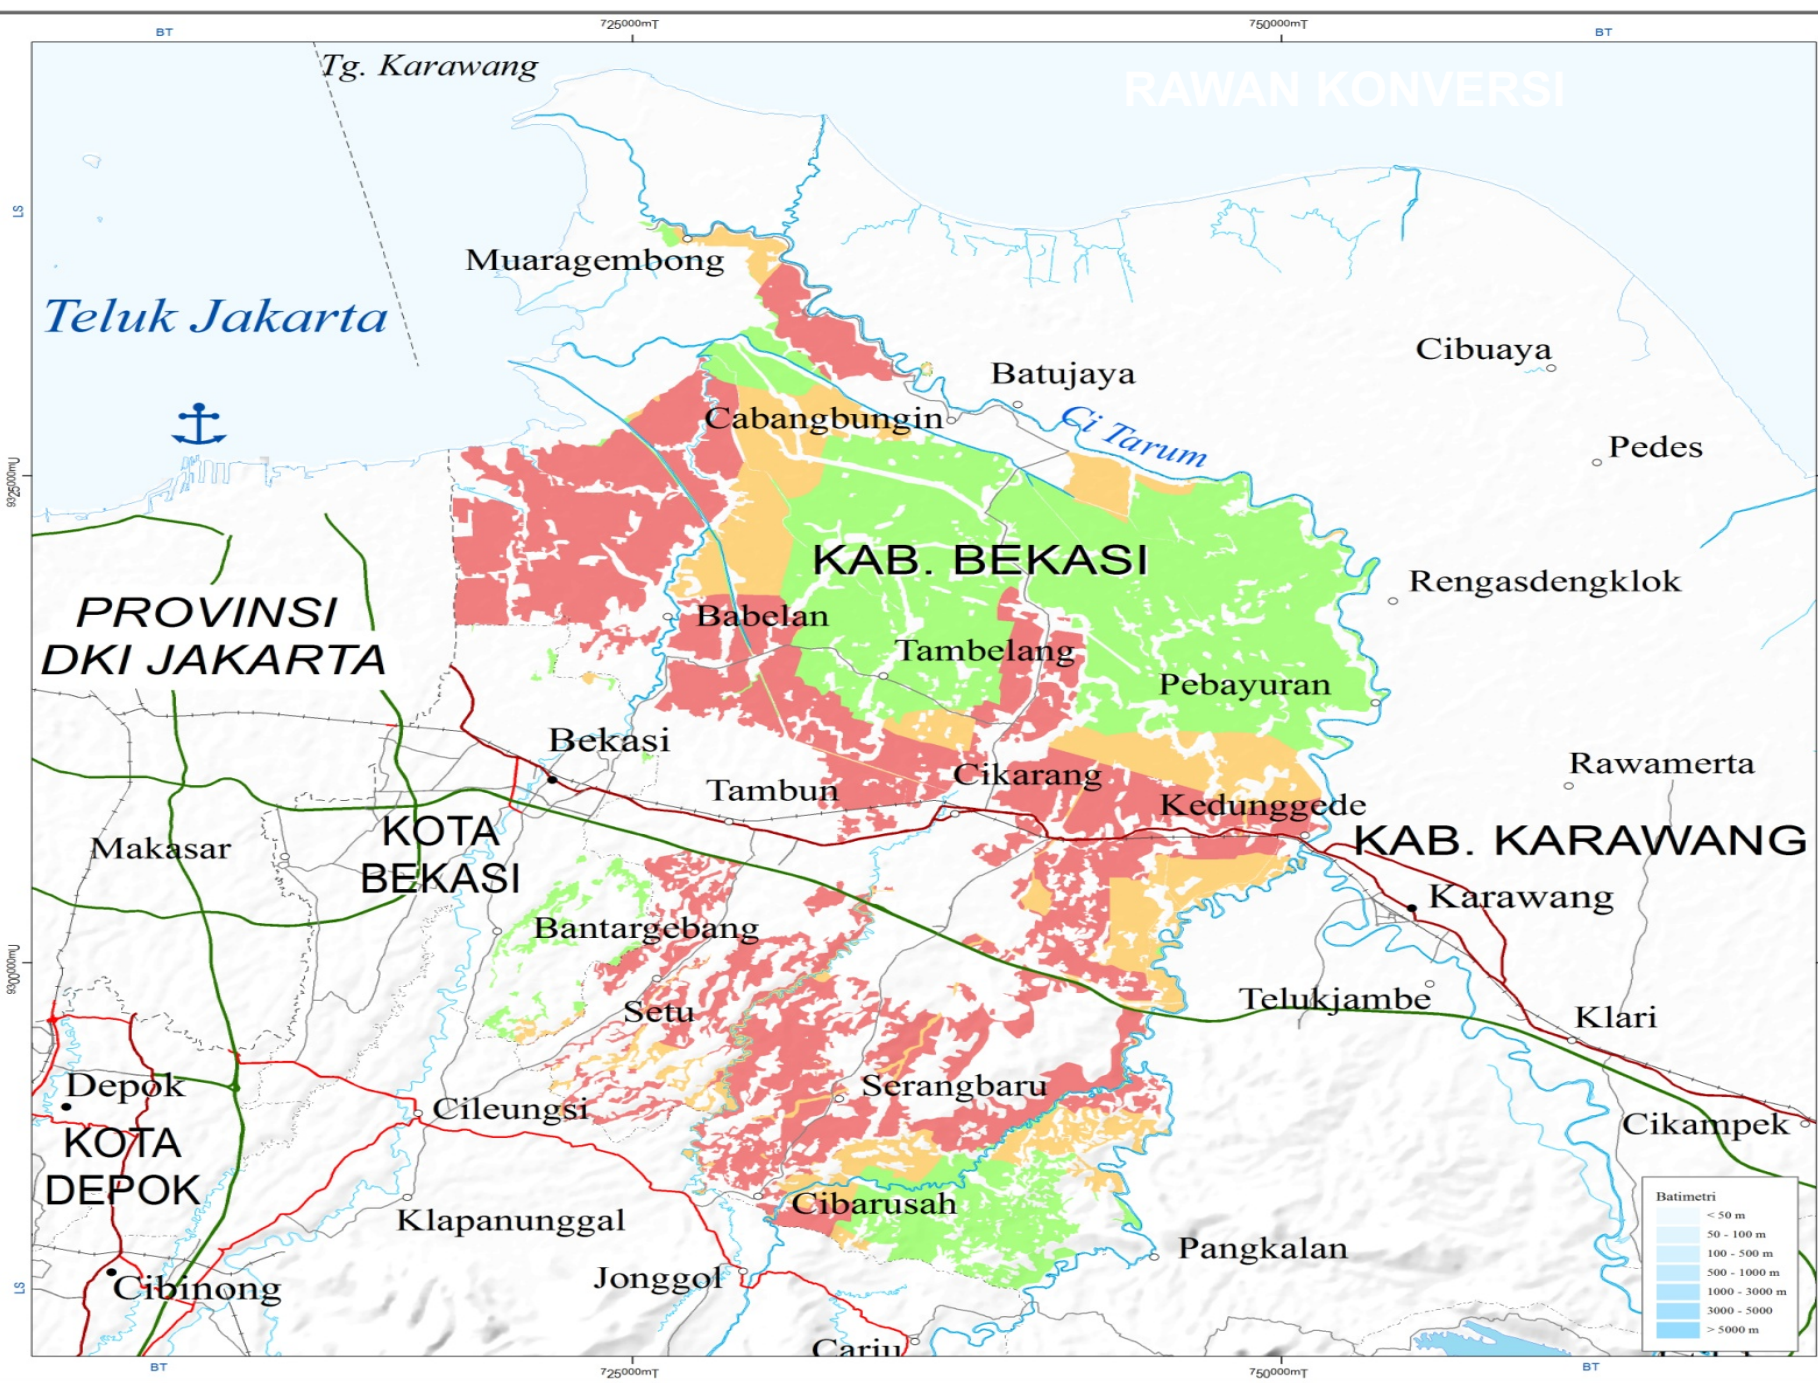 725000mT
750000mT
BT
BT
Tg. Karawang
RAWAN KONVERSI
LS
Muaragembong
Teluk Jakarta
Cibuaya
Batujaya
Cabangbungin
Ci Tarum
Pedes
9325000mU
KAB. BEKASI
Rengasdengklok
PROVINSI
DKI JAKARTA
Babelan
Tambelang
Pebayuran
Bekasi
Rawamerta
Cikarang
Tambun
Kedunggede
KOTA
BEKASI
Makasar
KAB. KARAWANG
Karawang
Bantargebang
9300000mU
Setu
Telukjambe
Klari
Depok
Serangbaru
Cileungsi
Cikampek
KOTA
DEPOK
Cibarusah
Klapanunggal
Pangkalan
Jonggol
Cibinong
LS
Cariu
Batimetri
< 50 m
50 - 100 m
100 - 500 m
500 - 1000 m
1000 - 3000 m
3000 - 5000
> 5000 m
BT
725000mT
750000mT
BT